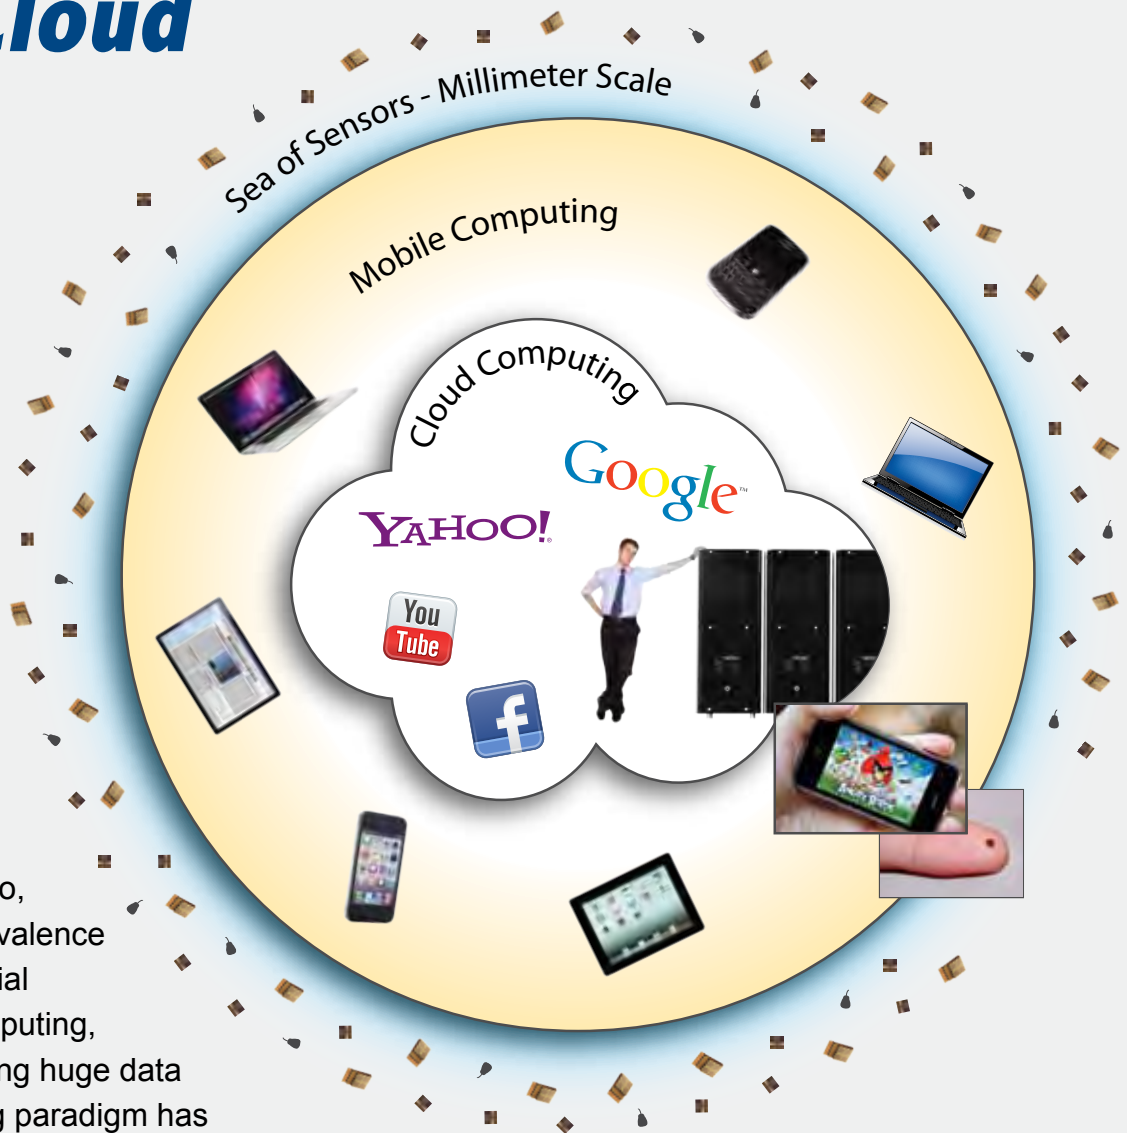 loud
Sea of Sensors - Millimeter Scale
Mobile Computing
Cloud Computing
Google™
YAHOO!
You
Tube
f
o,
valence
ial
puting,
ng huge data
g paradigm has